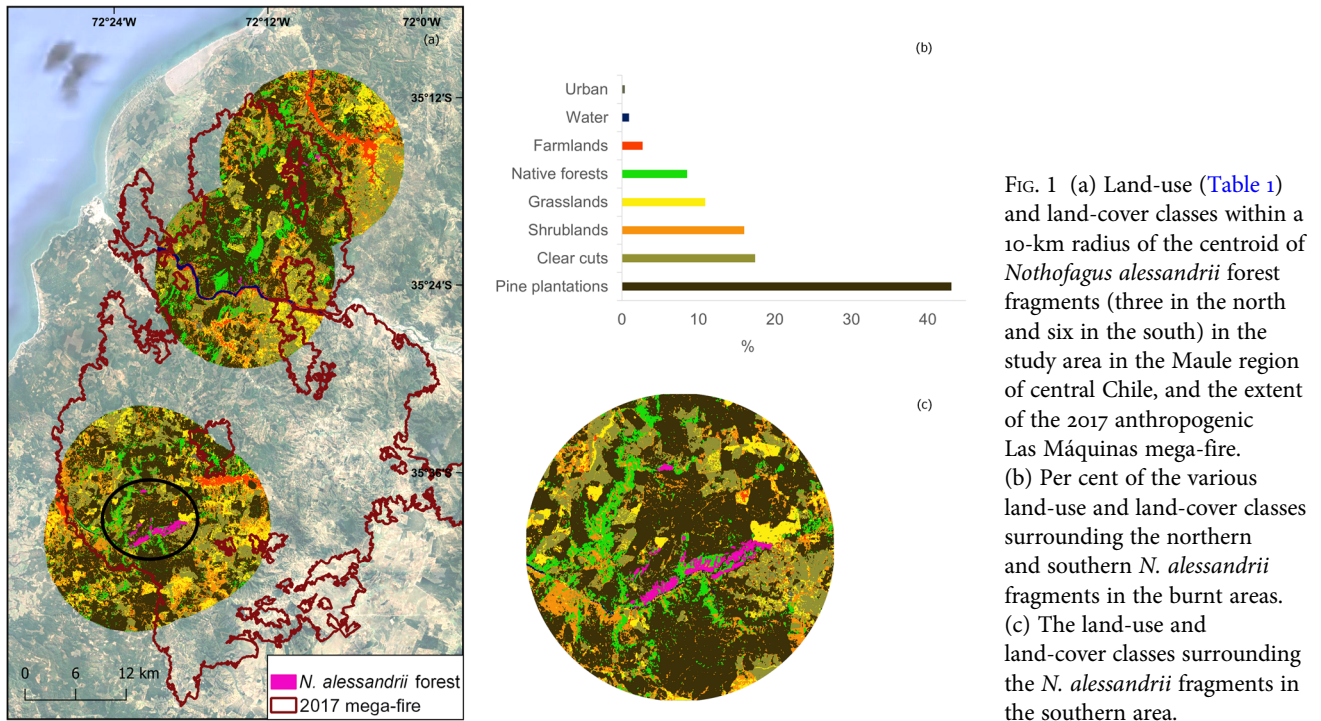 72°24'W
72°12'W
72°0'W
(a)
35°12'S
35°24'S
0 6 12 km
N. alessandrii forest
2017 mega-fire
(b)
Urban
Water
Farmlands
Native forests
Grasslands
Shrublands
Clear cuts
Pine plantations
0 10 20 30 40
%
(c)
FIG. 1 (a) Land-use (Table 1)
and land-cover classes within a
10-km radius of the centroid of
Nothofagus alessandrii forest
fragments (three in the north
and six in the south) in the
study area in the Maule region
of central Chile, and the extent
of the 2017 anthropogenic
Las Máquinas mega-fire.
(b) Per cent of the various
land-use and land-cover classes
surrounding the northern
and southern N. alessandrii
fragments in the burnt areas.
(c) The land-use and
land-cover classes surrounding
the N. alessandrii fragments in
the southern area.